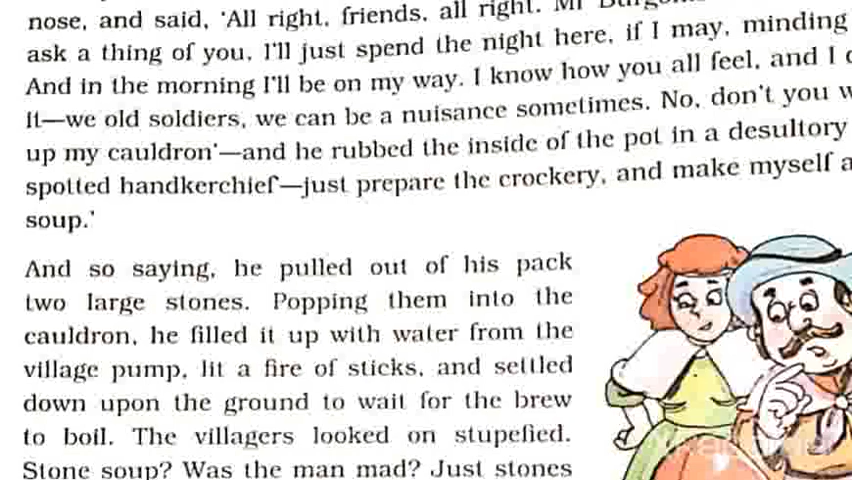 nose, and said, 'All right, friends, all right. Mr
ask a thing of you, I'll just spend the night here, if I may, minding
And in the morning I'll be on my way. I know how you all feel, and I
it—we old soldiers, we can be a nuisance sometimes. No, don't you
up my cauldron'—and he rubbed the inside of the pot in a desultory
spotted handkerchief—just prepare the crockery, and make myself
soup.'
And so saying, he pulled out of his pack
two large stones. Popping them into the
cauldron, he filled it up with water from the
village pump, lit a fire of sticks, and settled
down upon the ground to wait for the brew
to boil. The villagers looked on stupefied.
Stone soup? Was the man mad? Just stones